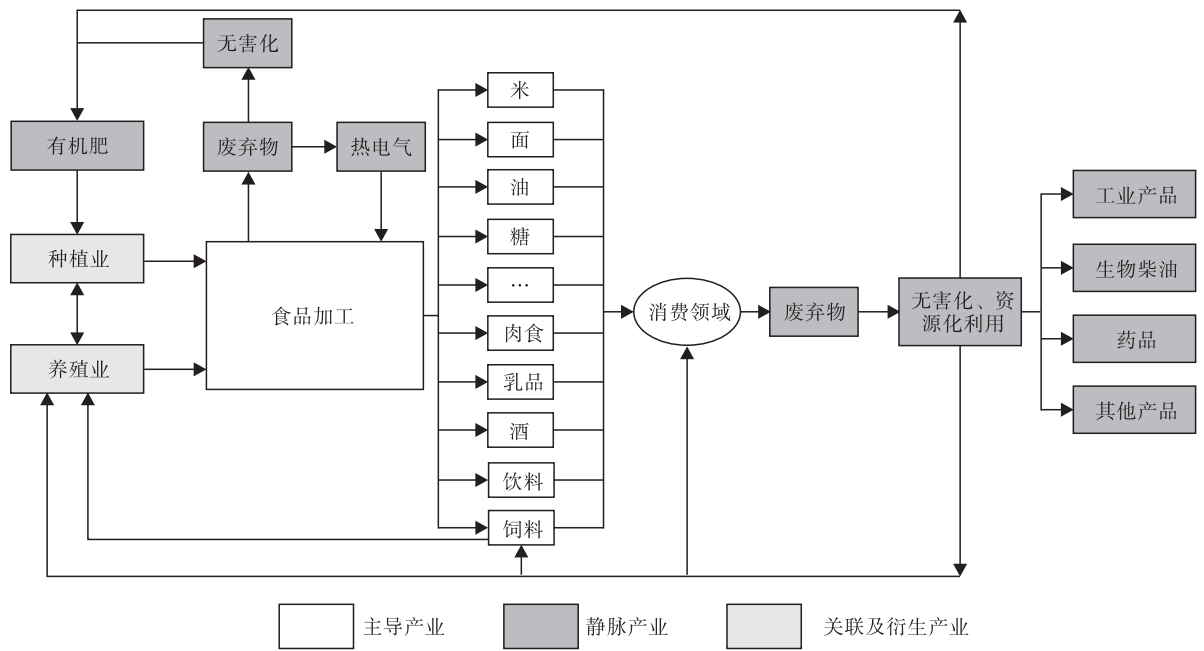 无害化
有机肥
废弃物
热电气
种植业
养殖业
食品加工
米
面
油
糖
…
肉食
乳品
酒
饮料
饲料
消费领域
废弃物
无害化、资
源化利用
工业产品
生物柴油
药品
其他产品
主导产业
静脉产业
关联及衍生产业